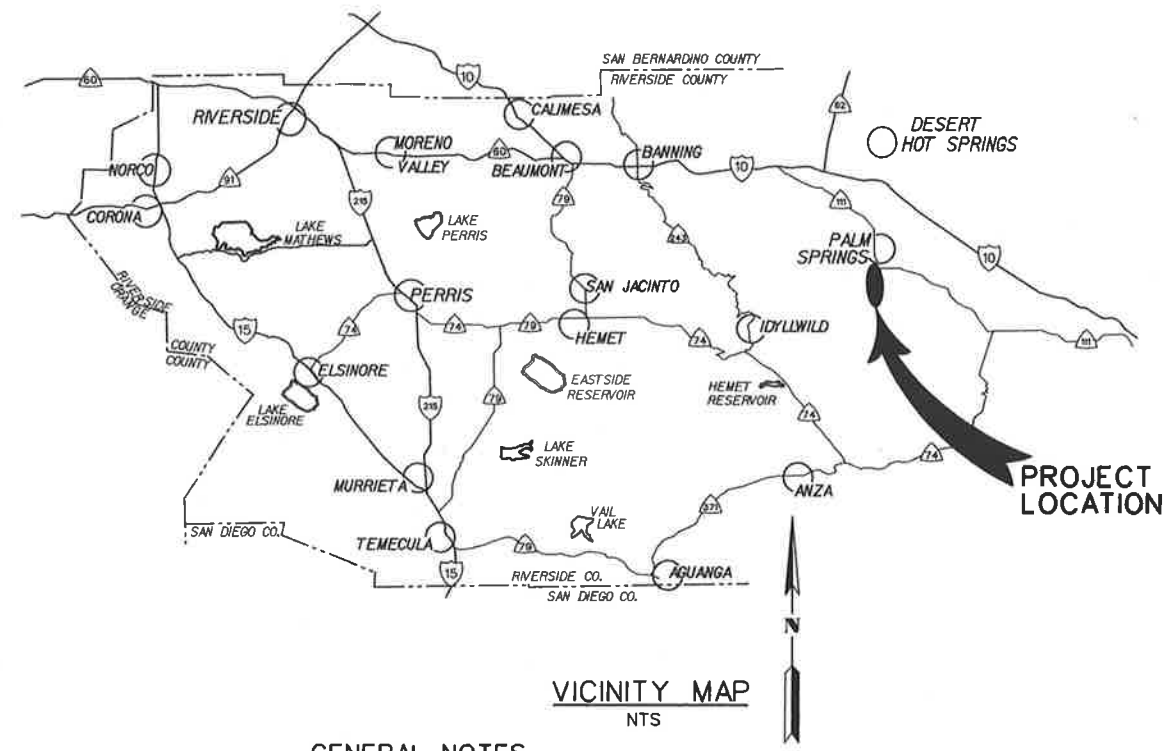 SAN BERNARDINO COUNTY
RIVERSIDE COUNTY
60
10
CALIMESA
RIVERSIDE
62
DESERT
HOT SPRINGS
MORENO
VALLEY
60
BEAUMONT
BANNING
10
NORCO
91
CORONA
215
79
243
111
LAKE
MATHEWS
LAKE
PERRIS
PALM
SPRINGS
10
RIVERSIDE
ORANGE
COUNTY
COUNTY
PERRIS
SAN JACINTO
15
74
74
79
HEMET
74
IDYLLWILD
111
ELSINORE
LAKE
ELSINORE
215
79
EASTSIDE
RESERVOIR
HEMET
RESERVOIR
74
LAKE
SKINNER
74
MURRIETA
ANZA
PROJECT
LOCATION
371
VAIL
LAKE
SAN DIEGO CO.
TEMECULA
79
15
AGUANGA
RIVERSIDE CO.
SAN DIEGO CO.
N
VICINITY MAP
NTS
GENERAL NOTES